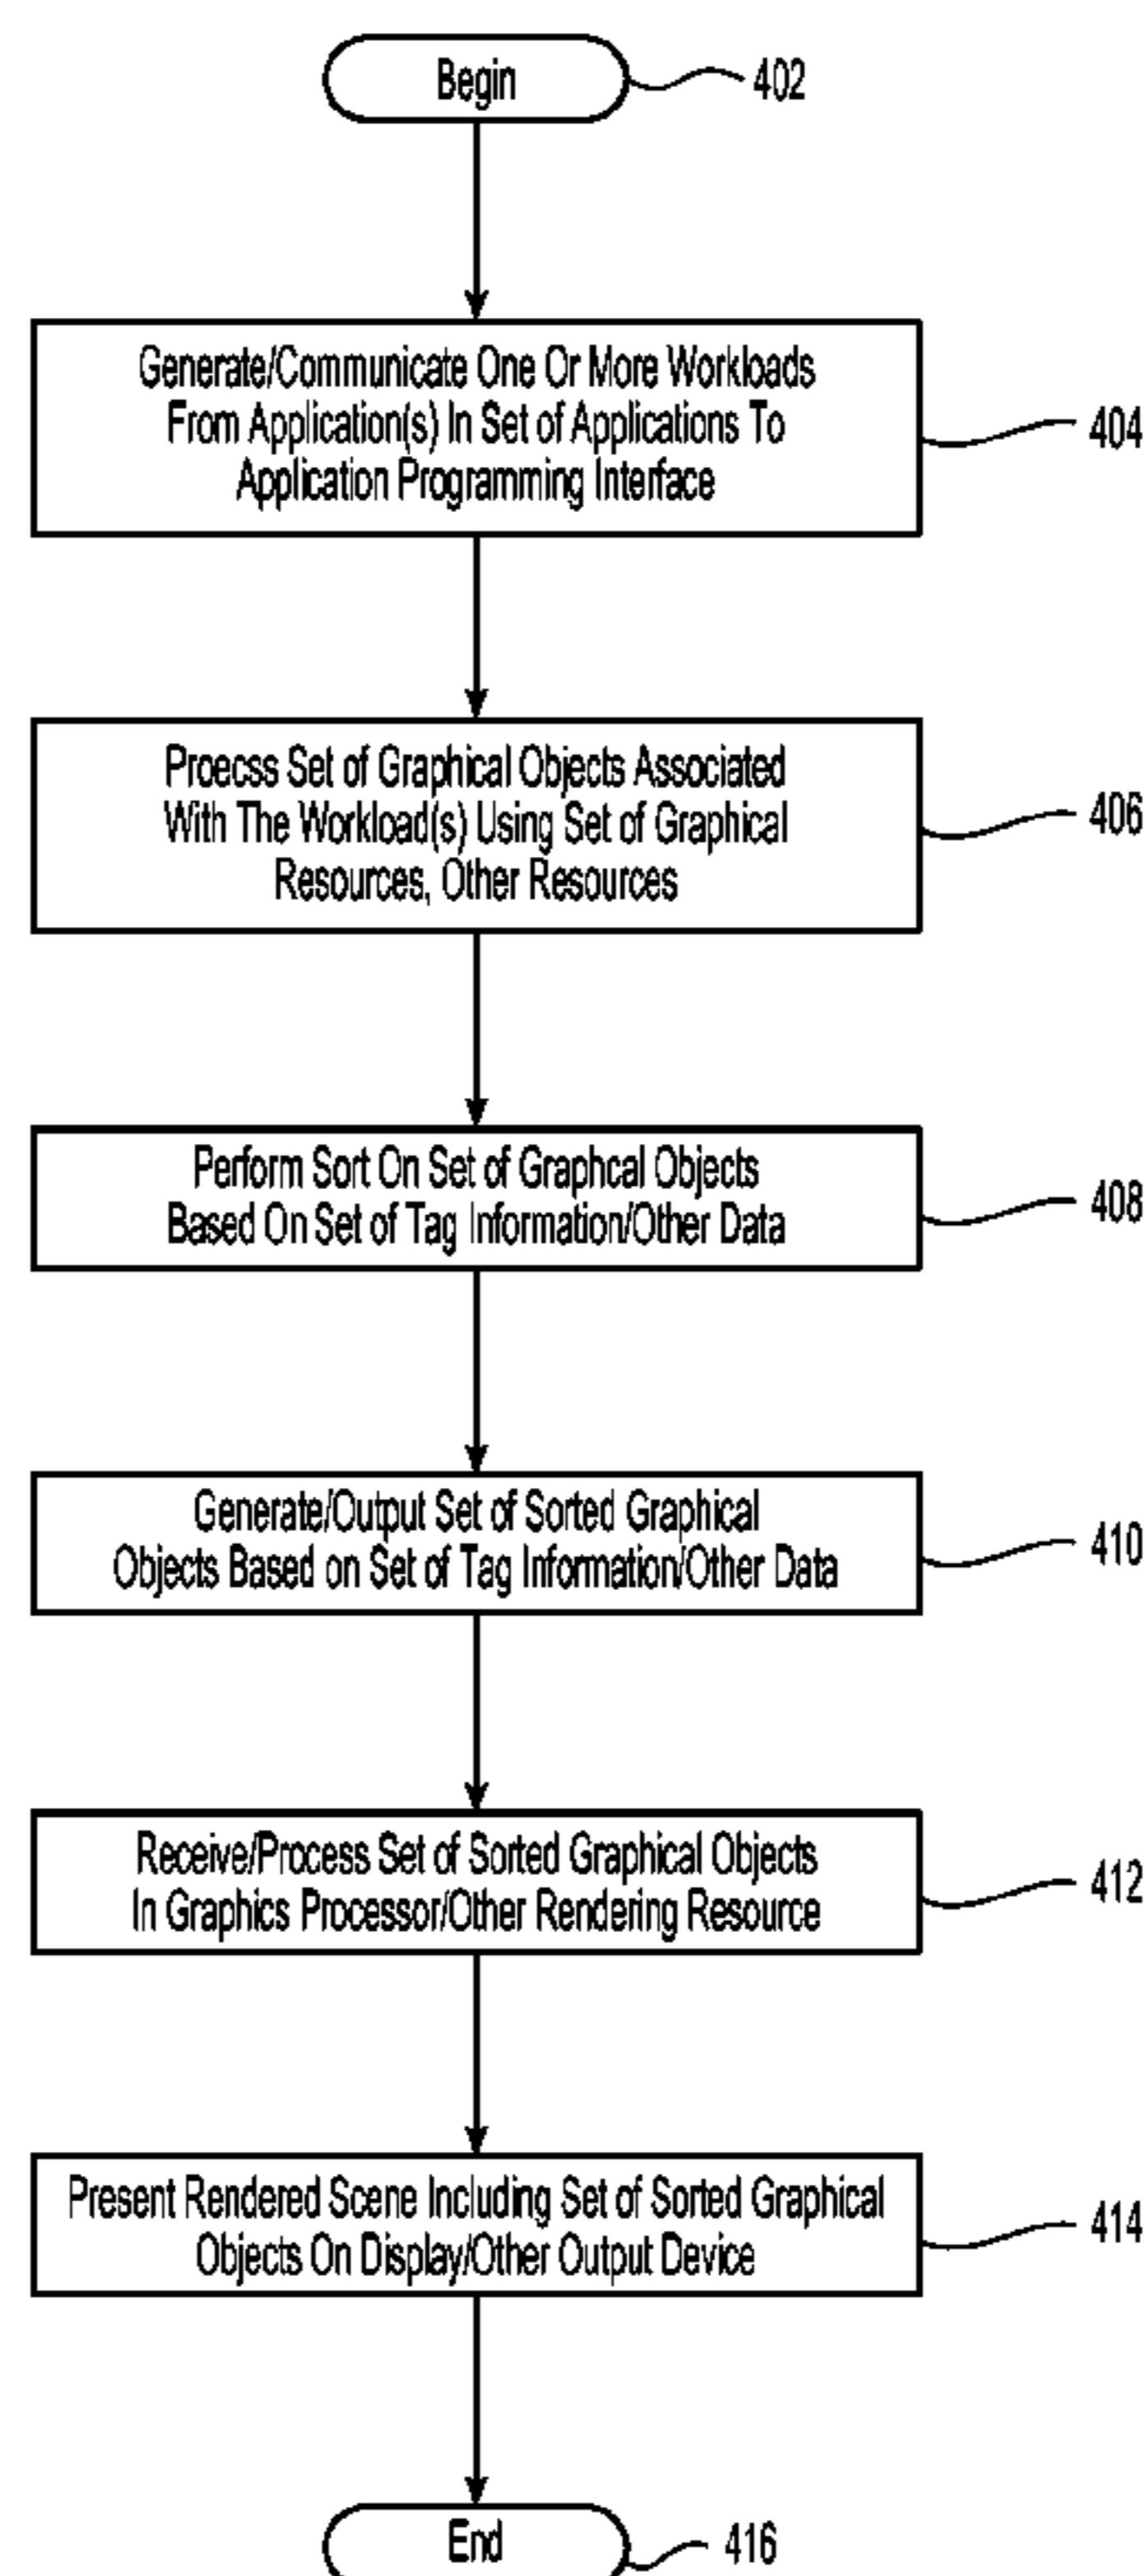 Begin
402
Generate/Communicate One Or More Workloads
From Application(s) In Set of Applications To
Application Programming Interface
404
Proecss Set of Graphical Objects Associated
With The Workload(s) Using Set of Graphical
Resources, Other Resources
406
Perform Sort On Set of Graphcal Objects
Based On Set of Tag Information/Other Data
408
Generate/Output Set of Sorted Graphical
Objects Based on Set of Tag Information/Other Data
410
Receive/Process Set of Sorted Graphical Objects
In Graphics Processor/Other Rendering Resource
412
Present Rendered Scene Including Set of Sorted Graphical
Objects On Display/Other Output Device
414
End
416